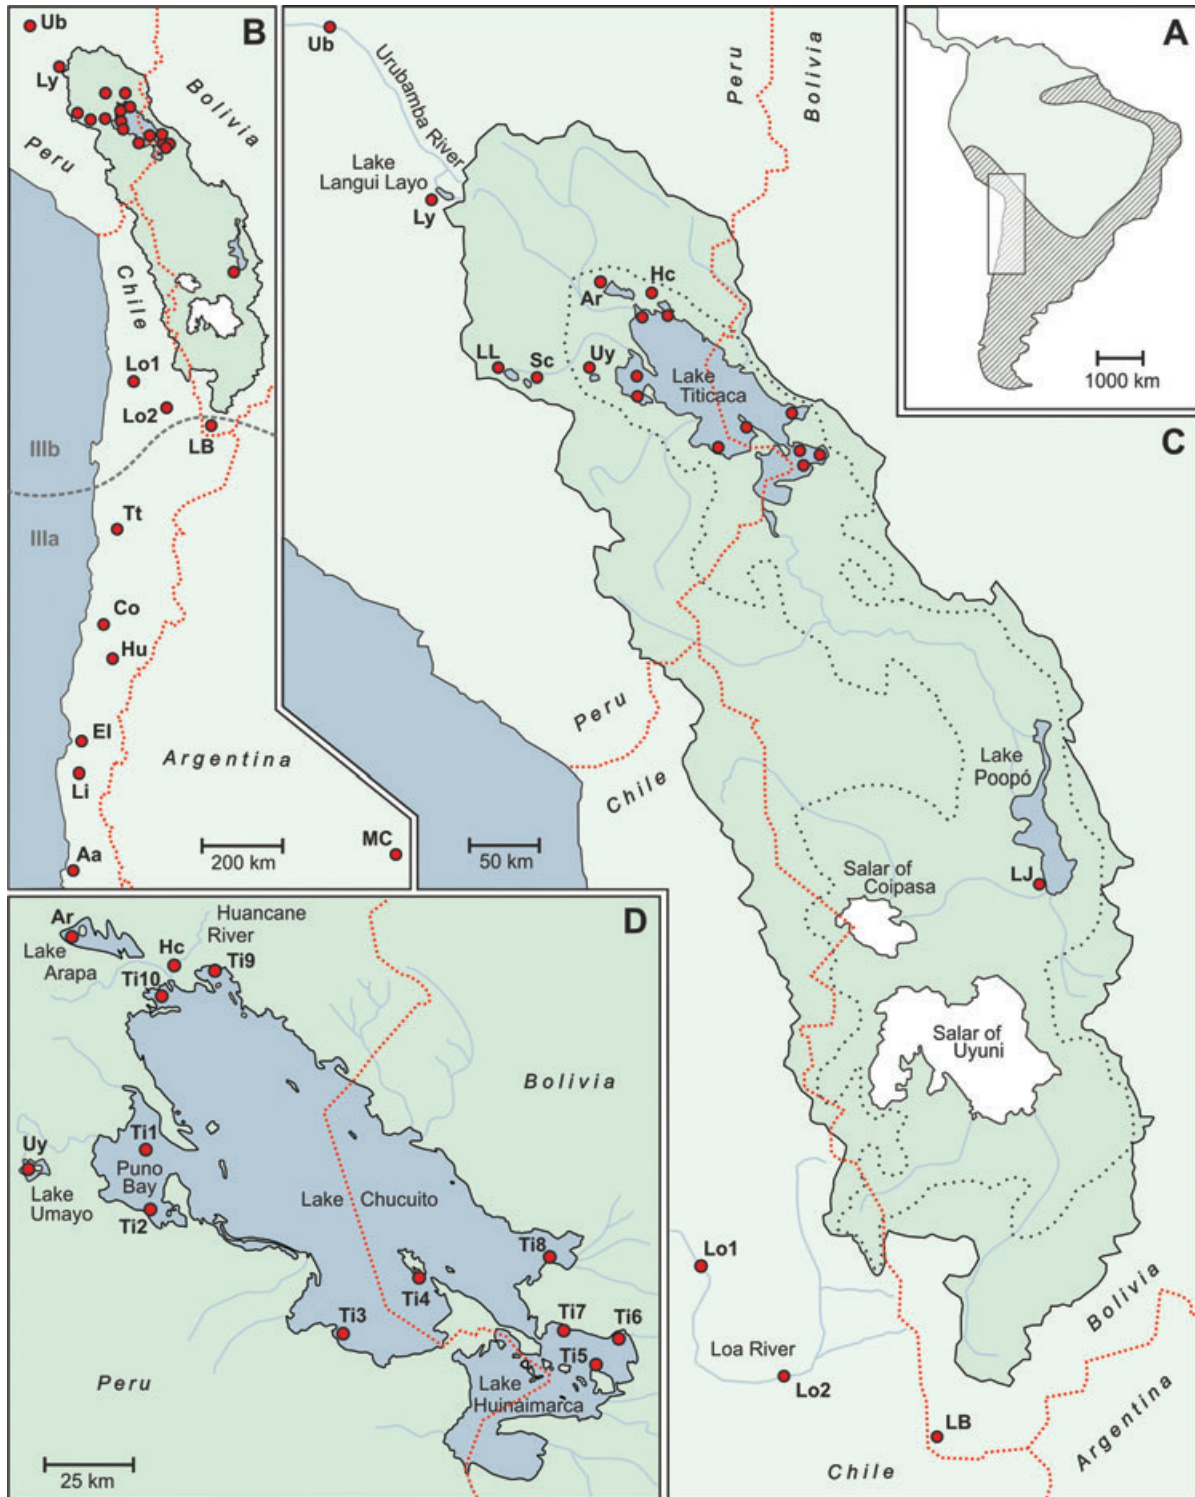 Ub
B
Ly
Bolivia
Peru
Chile
Lo1
Lo2
LB
IIIb
IIIa
Tt
Co
Hu
El
Li
Argentina
Aa
200 km
MC
A
1000 km
C
Ub
Urubamba River
Peru
Bolivia
Lake
Langui Layo
Ly
Ar
Hc
LL
Sc
Uy
Lake
Titicaca
Peru
Chile
50 km
Lake
Poopó
LJ
Salar of
Coipasa
Salar of
Uyuni
Lo1
Loa River
Lo2
LB
Bolivia
Argentina
Chile
D
Ar
Lake
Arapa
Huancane
River
Hc
Ti9
Ti10
Bolivia
Ti1
Puno
Bay
Uy
Lake
Umayo
Ti2
Lake Chucuito
Ti8
Ti4
Ti3
Ti7
Ti6
Ti5
Lake
Huinaimarca
Peru
25 km